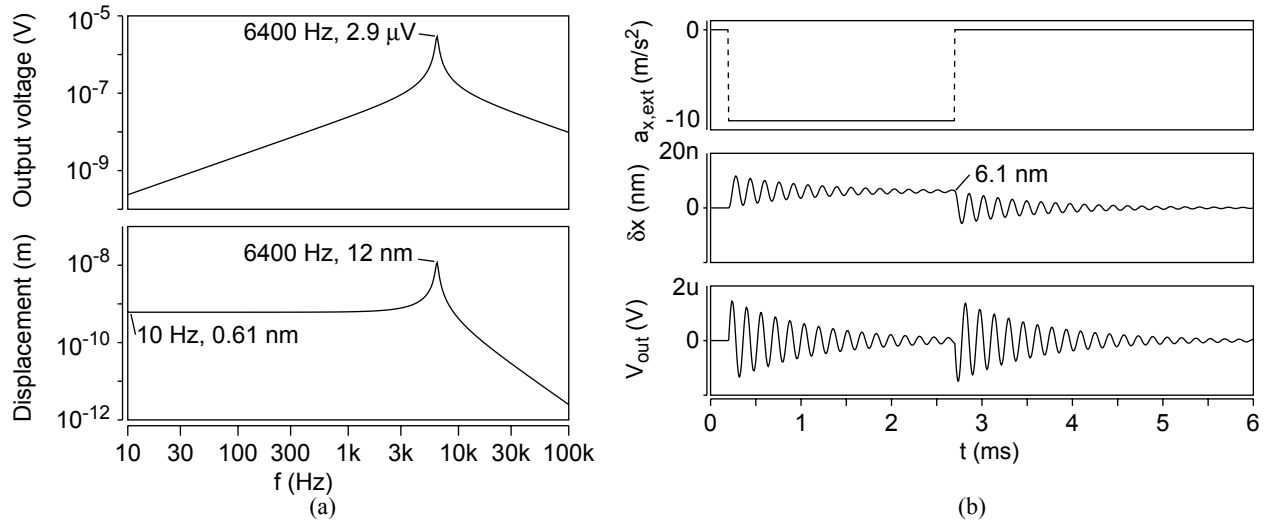 Output voltage (V)
10⁻⁵
10⁻⁷
10⁻⁹
6400 Hz, 2.9 μV
Displacement (m)
10⁻⁸
10⁻¹⁰
10⁻¹²
6400 Hz, 12 nm
10 Hz, 0.61 nm
10 30 100 300 1k 3k 10k 30k 100k
f (Hz)
(a)
aₓ,ₑₓₜ (m/s²)
0
-10
δx (nm)
20n
0
6.1 nm
Vₒᵤₜ (V)
2u
0
0 1 2 3 4 5 6
t (ms)
(b)